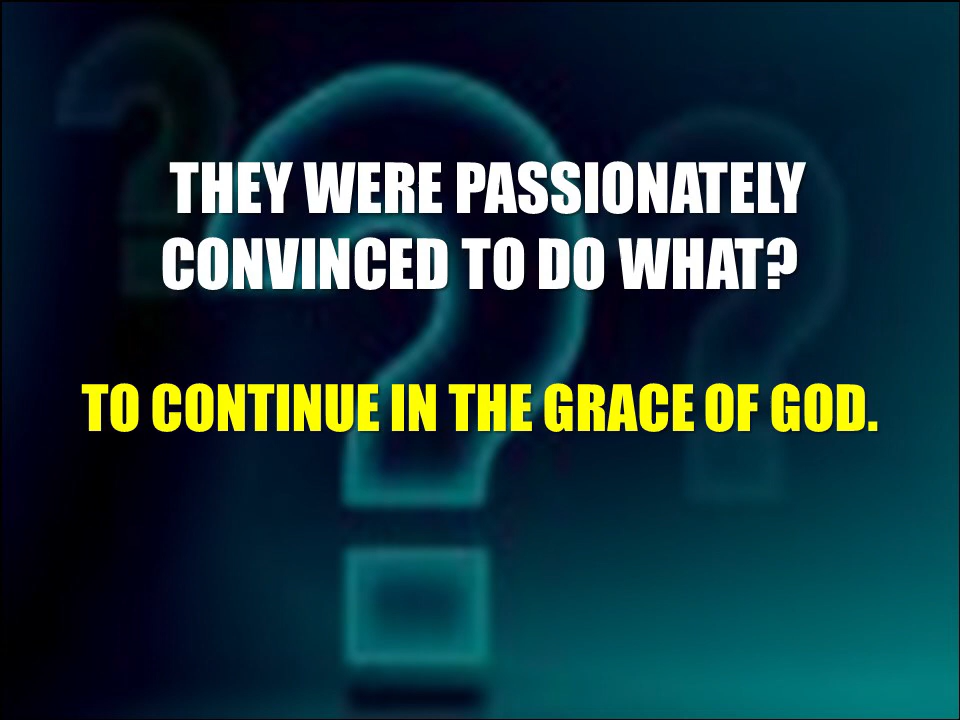 THEY WERE PASSIONATELY
CONVINCED TO DO WHAT?
TO CONTINUE IN THE GRACE OF GOD.